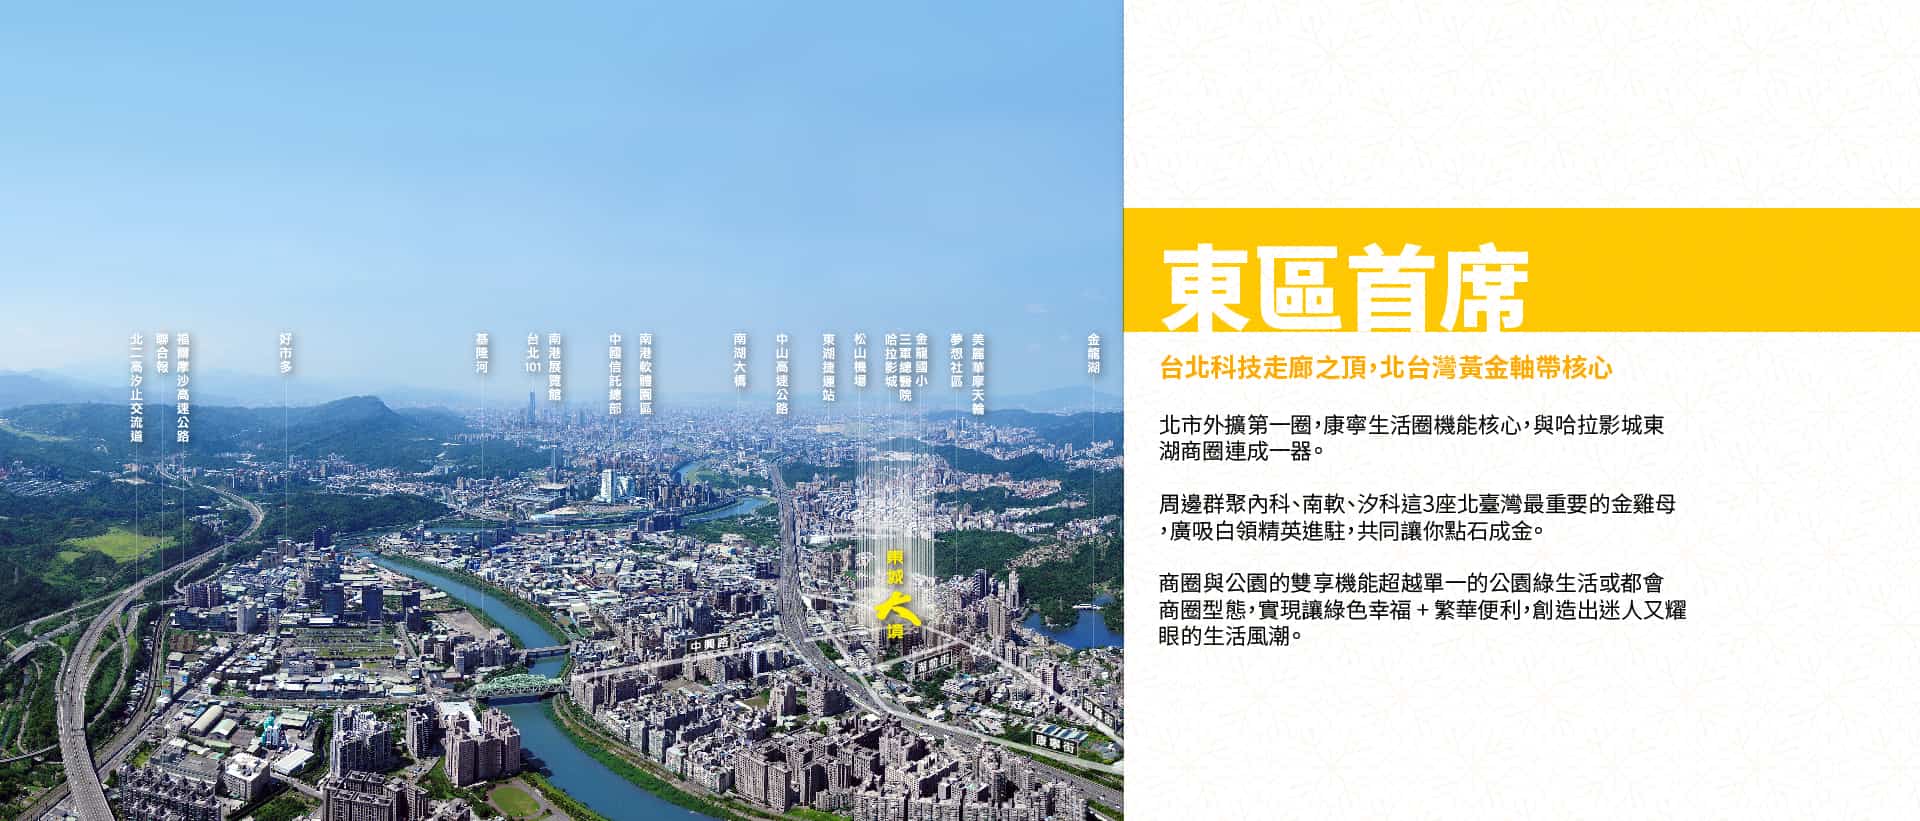 北二高汐止交流道
聯合報
福爾摩沙高速公路
好市多
基隆河
台北101
南港展覽館
中國信託總部
南港軟體園區
南湖大橋
中山高速公路
東湖捷運站
松山機場
哈拉影城
三軍總醫院
金龍國小
夢想社區
美麗華摩天輪
金龍湖
東城大境
中興路
湖前街
康寧街
東區首席
台北科技走廊之頂，北台灣黃金軸帶核心
北市外擴第一圈，康寧生活圈機能核心，與哈拉影城東
湖商圈連成一器。
周邊群聚內科、南軟、汐科這3座北臺灣最重要的金雞母
，廣吸白領精英進駐，共同讓你點石成金。
商圈與公園的雙享機能超越單一的公園綠生活或都會
商圈型態，實現讓綠色幸福+繁華便利，創造出迷人又耀
眼的生活風潮。